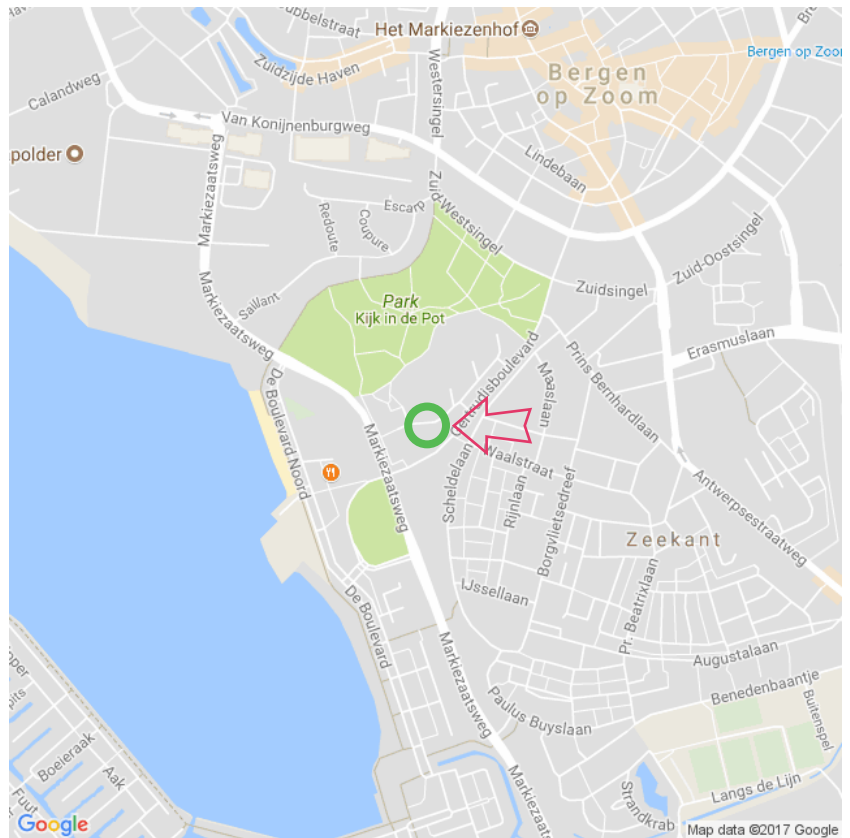 Het Markiezenhof
Bergen op Zoom
Bergen
op Zoom
Zuidzijde Haven
Westersingel
Calandweg
Van Konijnenburgweg
Lindebaan
Markiezaatsweg
Zuid-Westsingel
Escarp
Redoute
Coupure
Zuid-Oostsingel
Zuidsingel
Saillant
Markiezaatsweg
Park
Kijk in de Pot
Erasmuslaan
Gertrudisboulevard
Maaslaan
Prins Bernhardlaan
De Boulevard Noord
Markiezaatsweg
Scheldelaan
Waalstraat
Rijnlaan
Borgvlietsedreef
Antwerpsestraatweg
Zeekant
De Boulevard
IJssellaan
Pr. Beatrixlaan
Augustalaan
Markiezaatsweg
Benedenbaantje
Buitenspel
Paulus Buyslaan
Boeieraak
Aak
Fuut
Strandkrab
Langs de Lijn
Google
Map data ©2017 Google